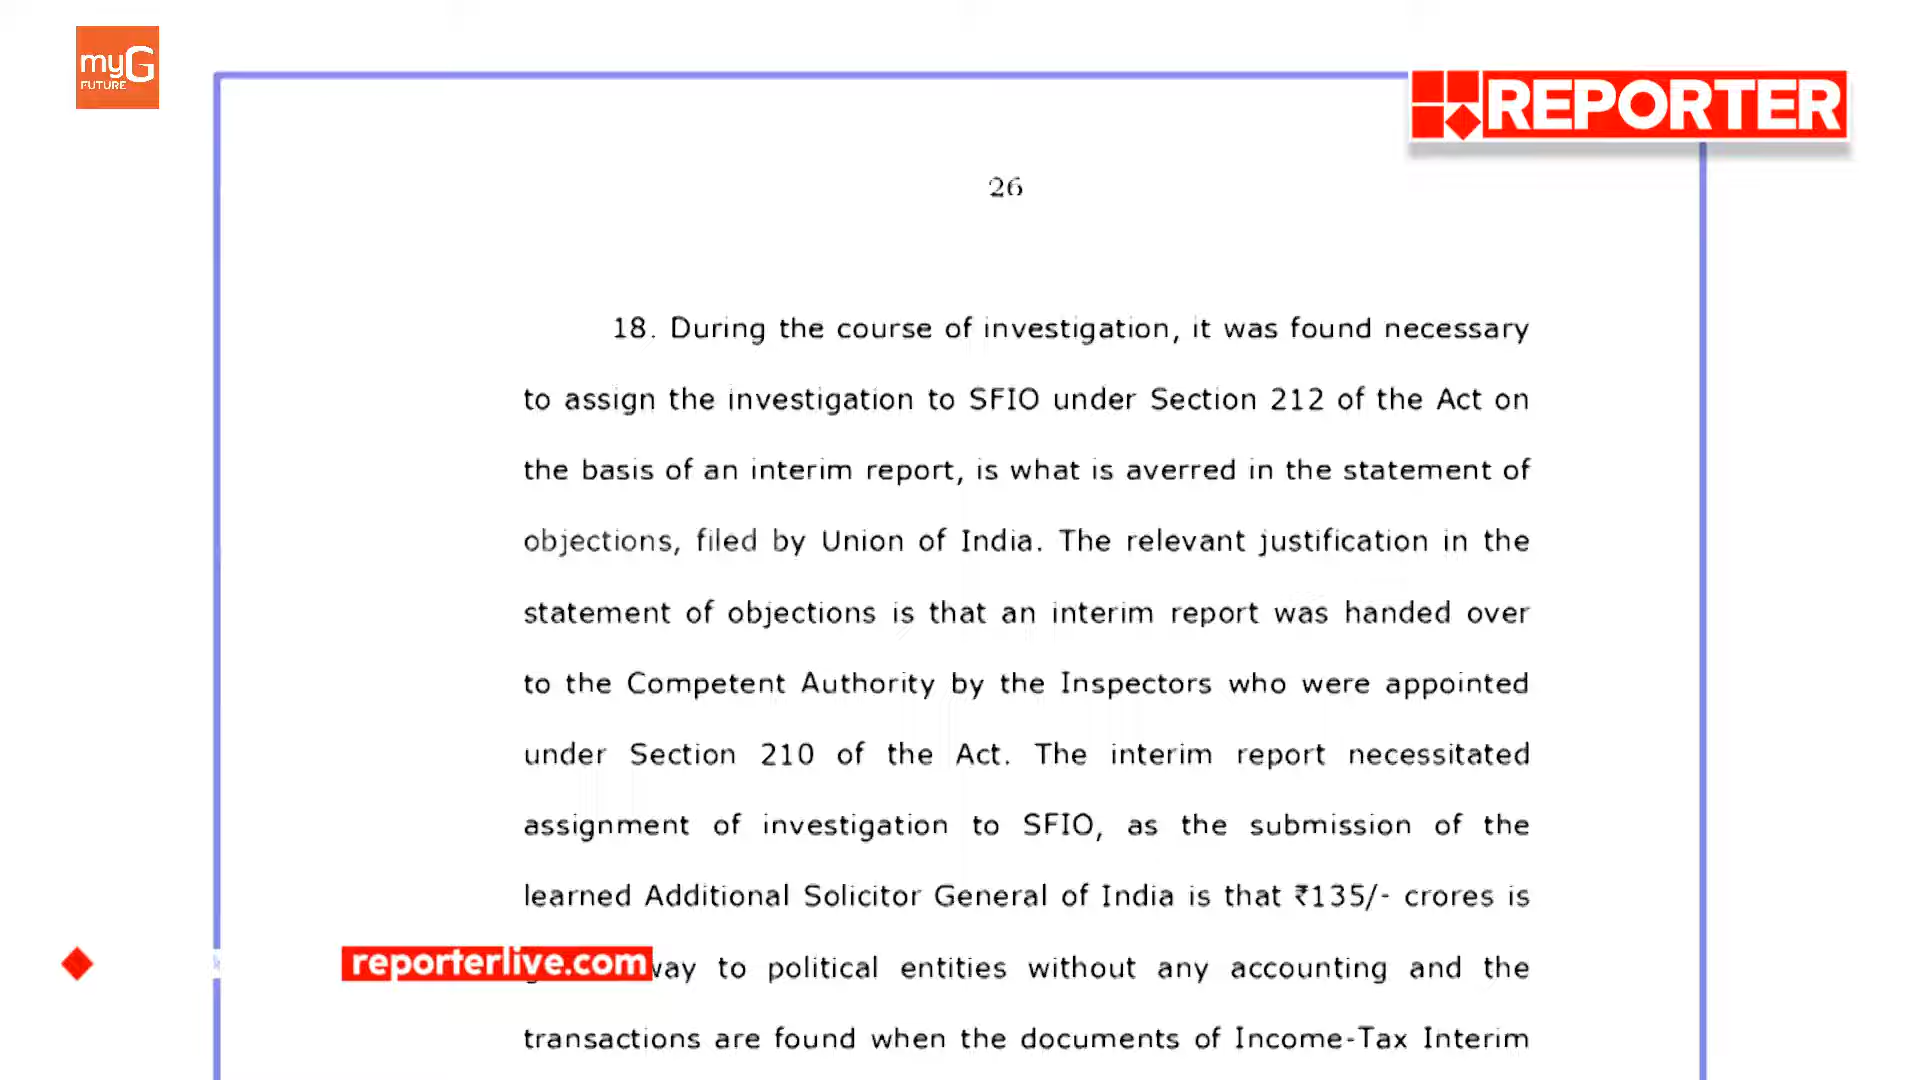 myG
FUTURE
REPORTER
26
18. During the course of investigation, it was found necessary
to assign the investigation to SFIO under Section 212 of the Act on
the basis of an interim report, is what is averred in the statement of
objections, filed by Union of India. The relevant justification in the
statement of objections is that an interim report was handed over
to the Competent Authority by the Inspectors who were appointed
under Section 210 of the Act. The interim report necessitated
assignment of investigation to SFIO, as the submission of the
learned Additional Solicitor General of India is that ₹135/- crores is
reporterlive.com
to political entities without any accounting and the
transactions are found when the documents of Income-Tax Interim